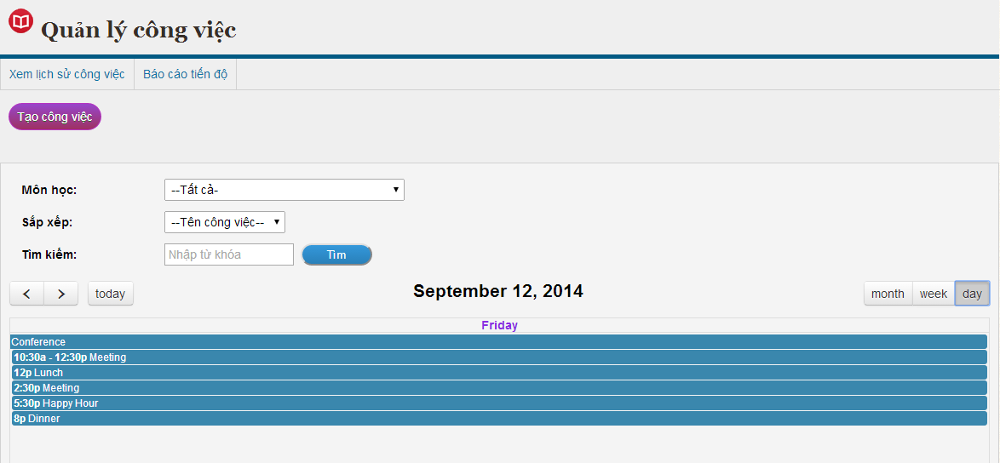 Quản lý công việc
Xem lịch sử công việc Báo cáo tiến độ
Tạo công việc
Môn học: --Tất cả-
Sắp xếp: --Tên công việc--
Tìm kiếm: Nhập từ khóa Tìm
today September 12, 2014 month week day
Friday
Conference
10:30a - 12:30p Meeting
12p Lunch
2:30p Meeting
5:30p Happy Hour
8p Dinner